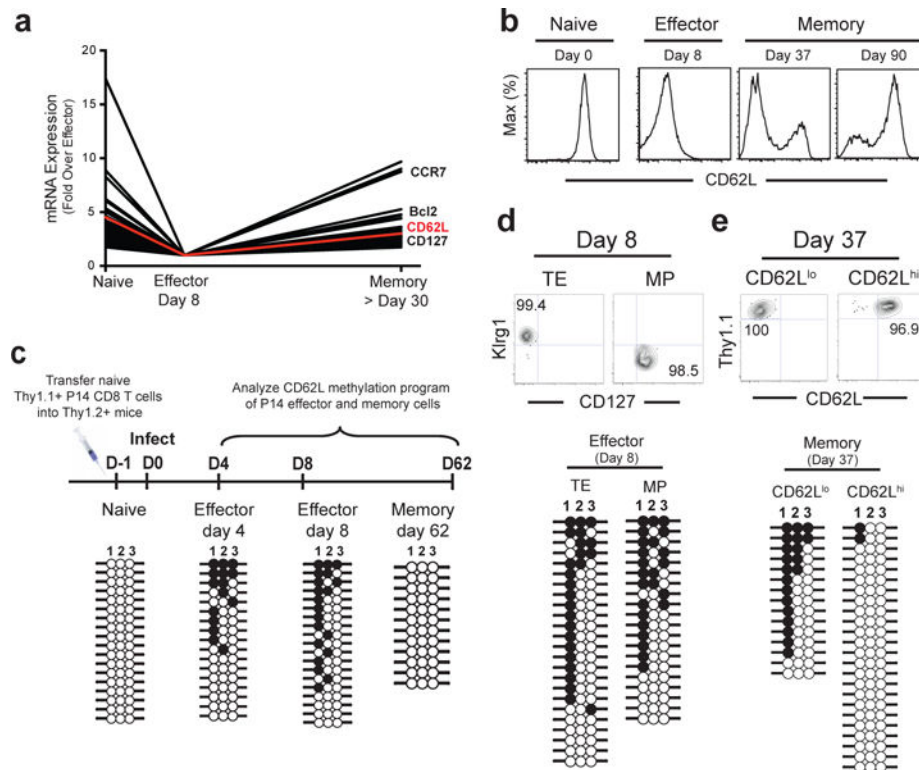 a
20
15
10
5
0
mRNA Expression
(Fold Over Effector)
CCR7
Bcl2
CD62L
CD127
Naive
Effector
Day 8
Memory
> Day 30
b
Naive
Effector
Memory
Day 0
Day 8
Day 37
Day 90
Max (%)
CD62L
c
Transfer naive
Thy1.1+ P14 CD8 T cells
into Thy1.2+ mice
Analyze CD62L methylation program
of P14 effector and memory cells
Infect
D-1
D0
D4
D8
D62
Naive
Effector
day 4
Effector
day 8
Memory
day 62
1 2 3
1 2 3
1 2 3
1 2 3
d
Day 8
TE
MP
99.4
98.5
Klrg1
CD127
Effector
(Day 8)
TE
MP
1 2 3
1 2 3
e
Day 37
CD62Llo
CD62Lhi
100
96.9
Thy1.1
CD62L
Memory
(Day 37)
CD62Llo
CD62Lhi
1 2 3
1 2 3